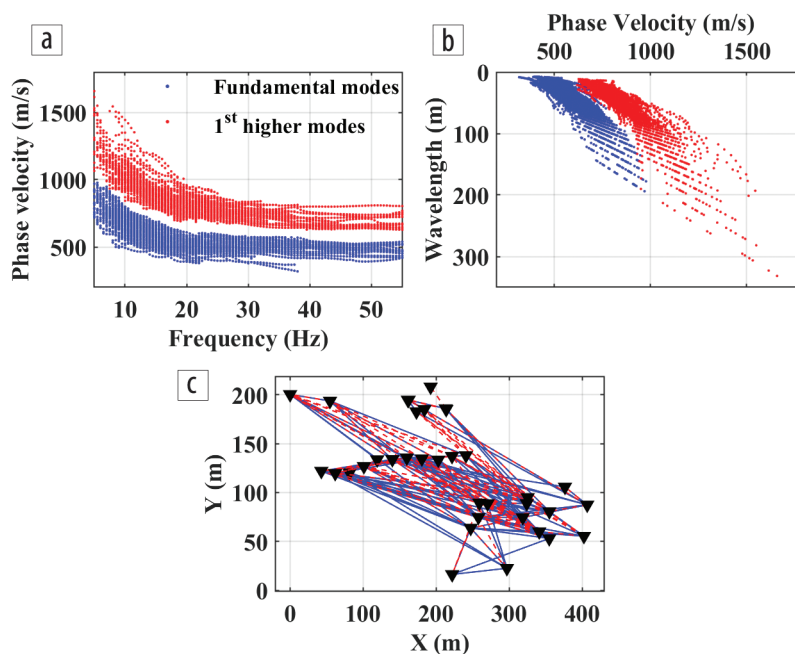 a
Phase velocity (m/s)
1500
1000
500
Fundamental modes
1st higher modes
10 20 30 40 50
Frequency (Hz)
b
Phase Velocity (m/s)
500 1000 1500
Wavelength (m)
0
100
200
300
c
Y (m)
200
150
100
50
0
0 100 200 300 400
X (m)